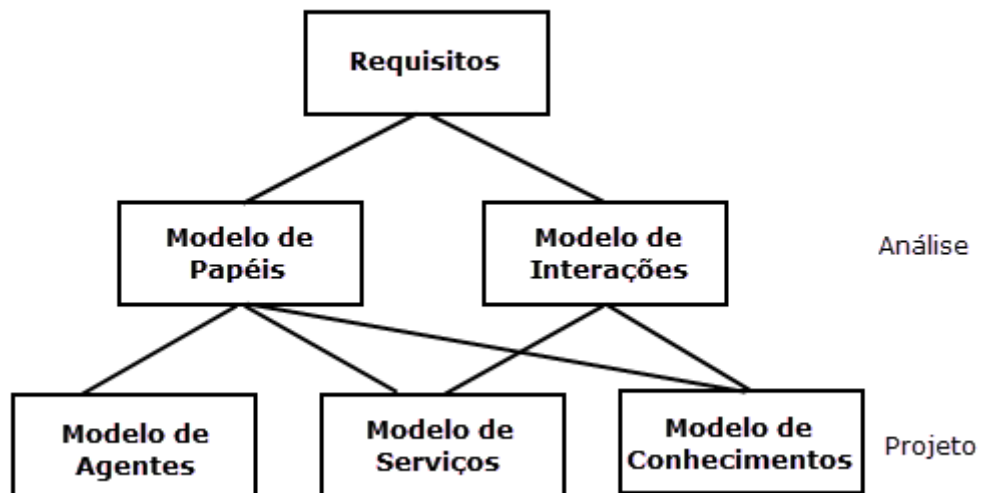 Requisitos
Modelo de
Papéis
Modelo de
Interações
Análise
Modelo de
Agentes
Modelo de
Serviços
Modelo de
Conhecimentos
Projeto